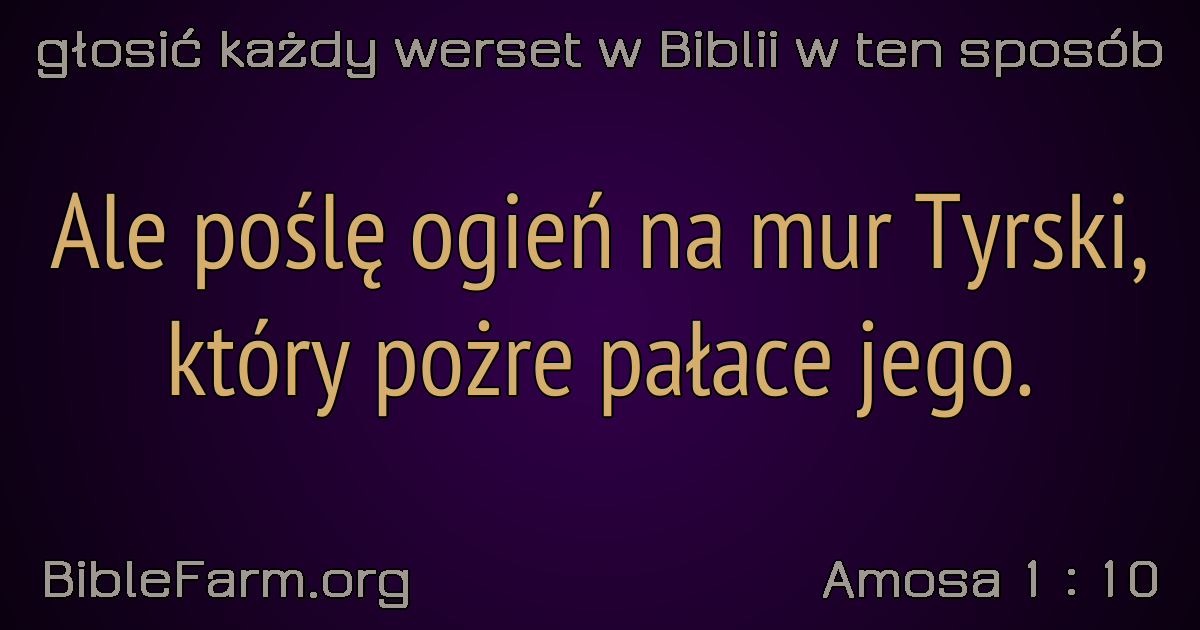 głosić każdy werset w Biblii w ten sposób
Ale poślę ogień na mur Tyrski,
który pożre pałace jego.
BibleFarm.org
Amosa 1 : 10